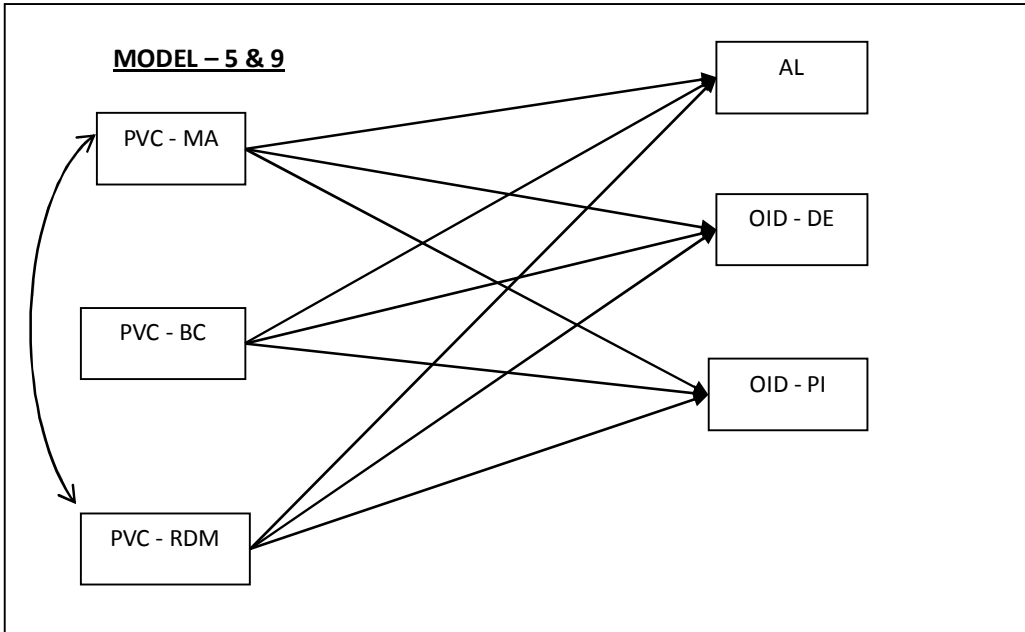 MODEL – 5 & 9
AL
PVC - MA
OID - DE
PVC - BC
OID - PI
PVC - RDM